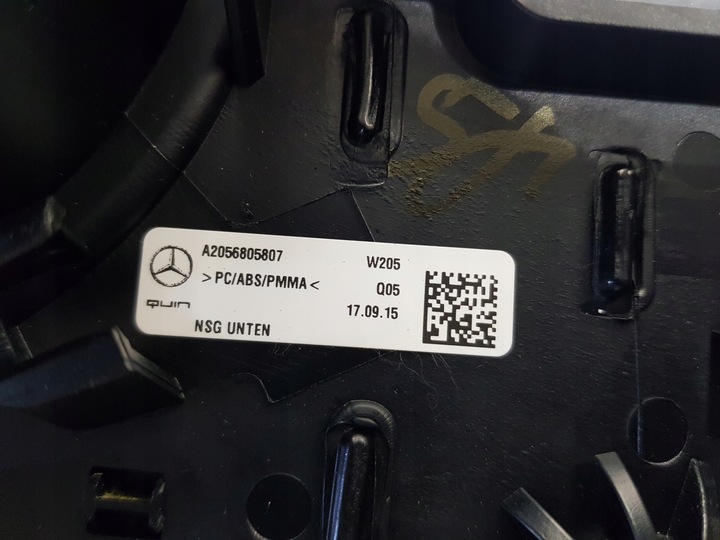 A2056805807
W205
>PC/ABS/PMMA<
Q05
QUIN
17.09.15
NSG UNTEN